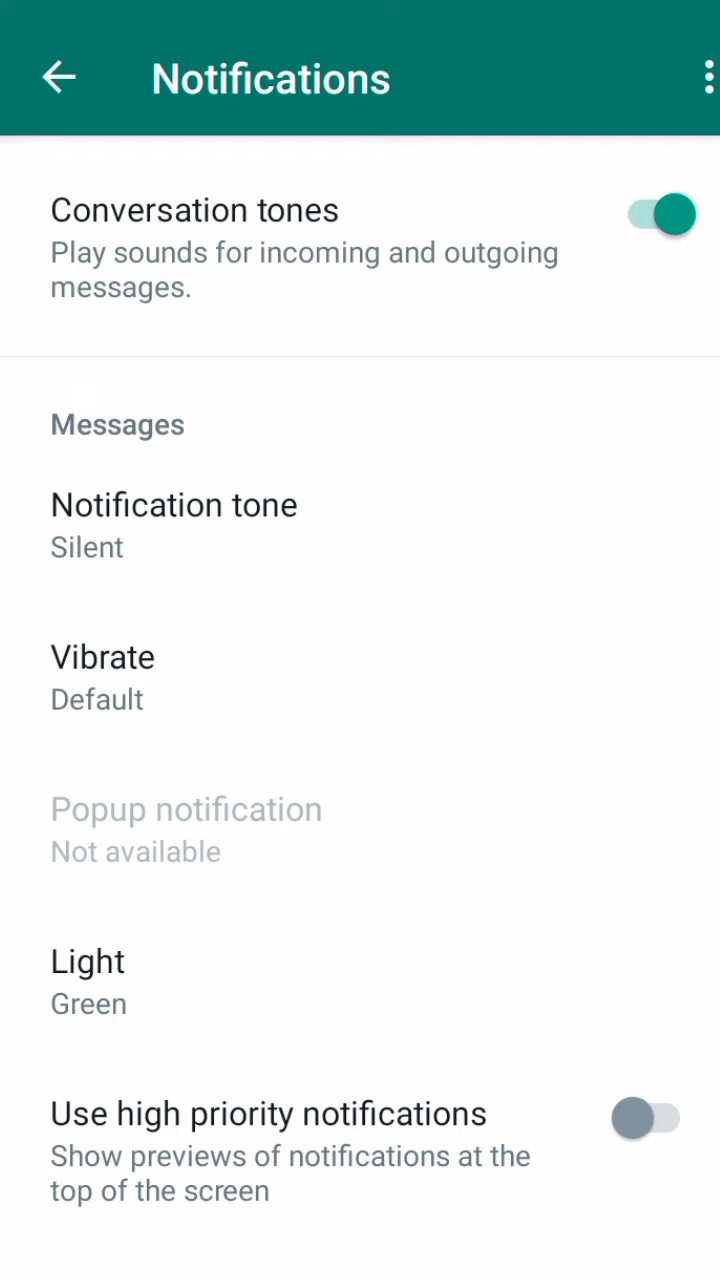 Notifications
Conversation tones
Play sounds for incoming and outgoing
messages.
Messages
Notification tone
Silent
Vibrate
Default
Popup notification
Not available
Light
Green
Use high priority notifications
Show previews of notifications at the
top of the screen